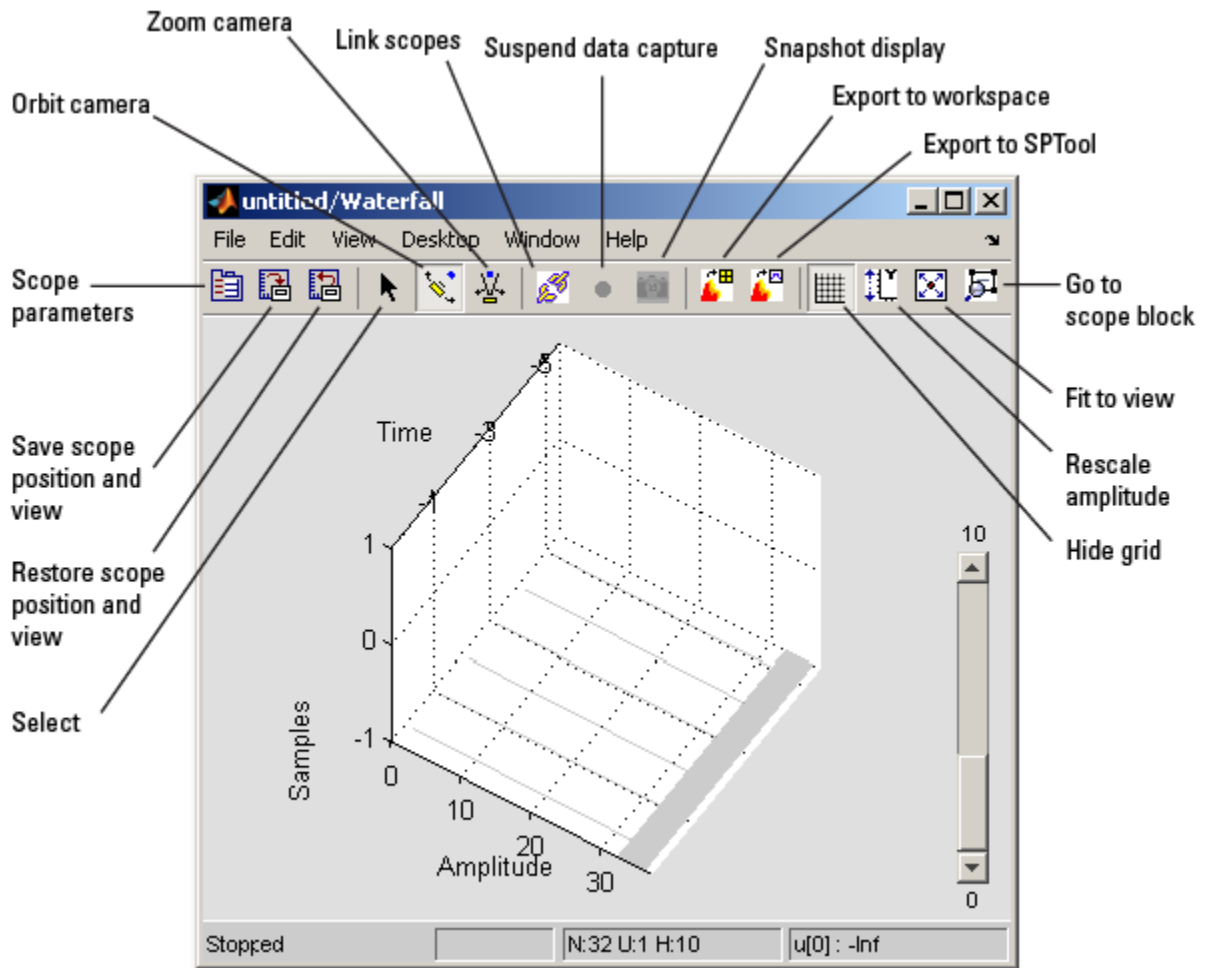 Zoom camera
Link scopes
Suspend data capture
Snapshot display
Orbit camera
Export to workspace
Export to SPTool
untitled/Waterfall
File Edit View Desktop Window Help
Scope
parameters
Go to
scope block
Save scope
position and
view
Fit to view
Rescale
amplitude
Hide grid
Restore scope
position and
view
Select
-5
Time
-3
-1
1
0
-1
Samples
0
10
20
30
Amplitude
10
0
Stopped
N:32 U:1 H:10
u[0] : -Inf